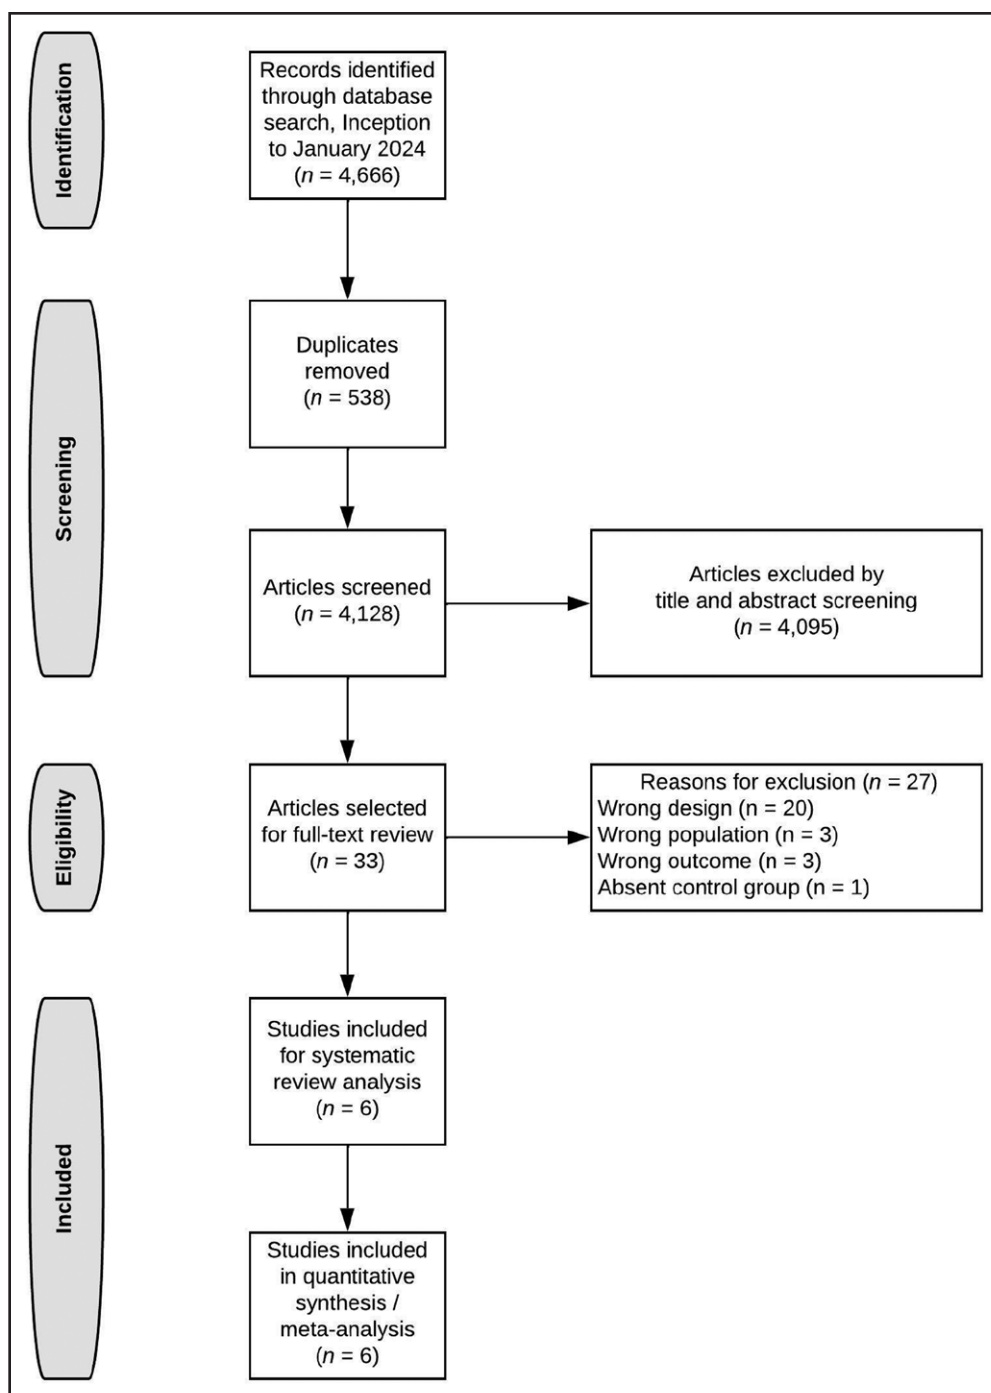 Identification
Records identified
through database
search, Inception
to January 2024
(n = 4,666)
Screening
Duplicates
removed
(n = 538)
Articles screened
(n = 4,128)
Articles excluded by
title and abstract screening
(n = 4,095)
Eligibility
Articles selected
for full-text review
(n = 33)
Reasons for exclusion (n = 27)
Wrong design (n = 20)
Wrong population (n = 3)
Wrong outcome (n = 3)
Absent control group (n = 1)
Included
Studies included
for systematic
review analysis
(n = 6)
Studies included
in quantitative
synthesis /
meta-analysis
(n = 6)